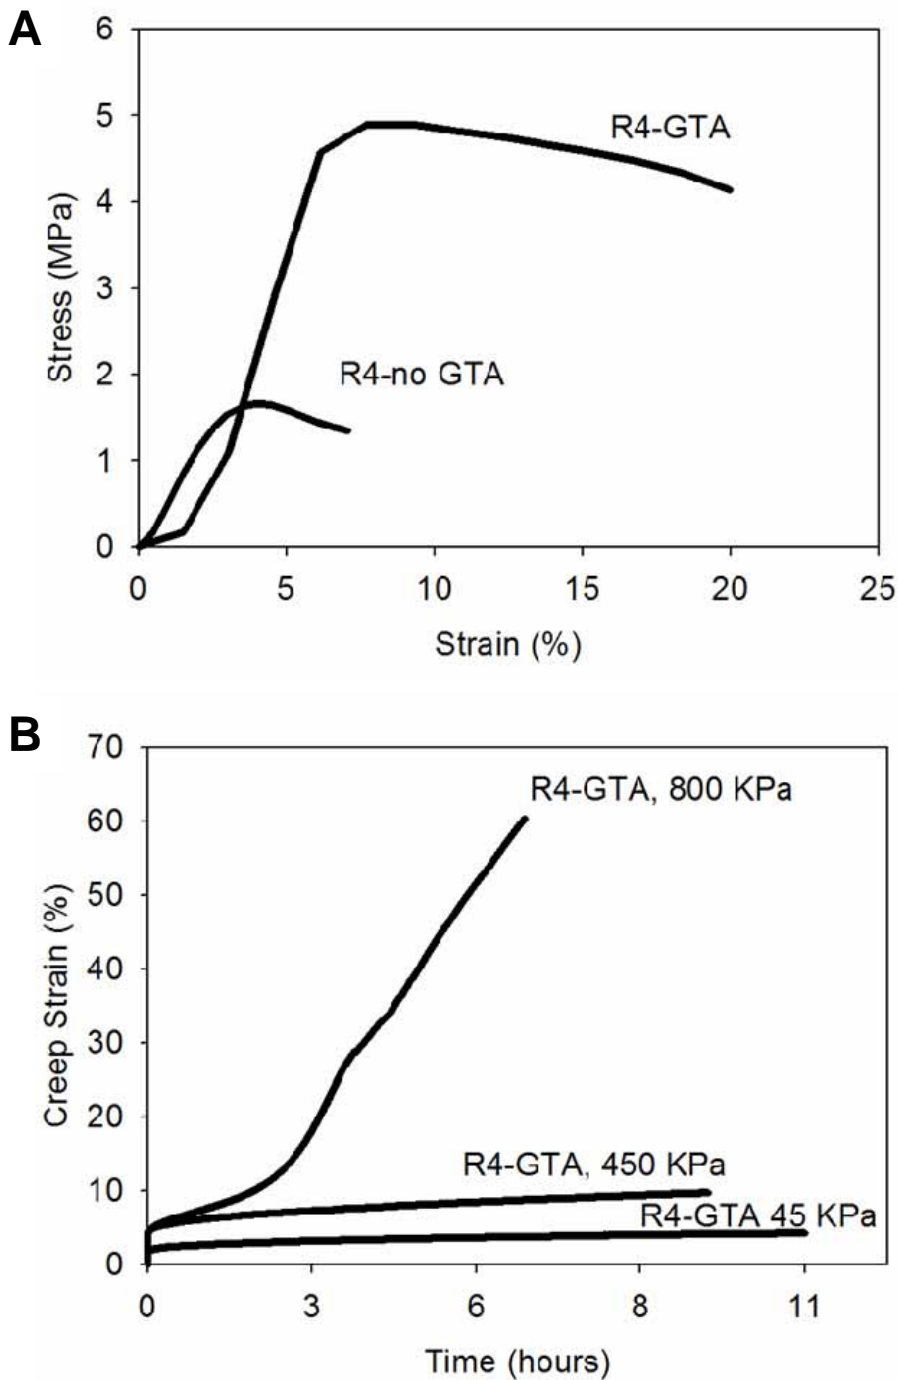 A
6
5
4
3
2
1
0
Stress (MPa)
R4-GTA
R4-no GTA
0 5 10 15 20 25
Strain (%)
B
70
60
50
40
30
20
10
0
Creep Strain (%)
R4-GTA, 800 KPa
R4-GTA, 450 KPa
R4-GTA 45 KPa
0 3 6 8 11
Time (hours)